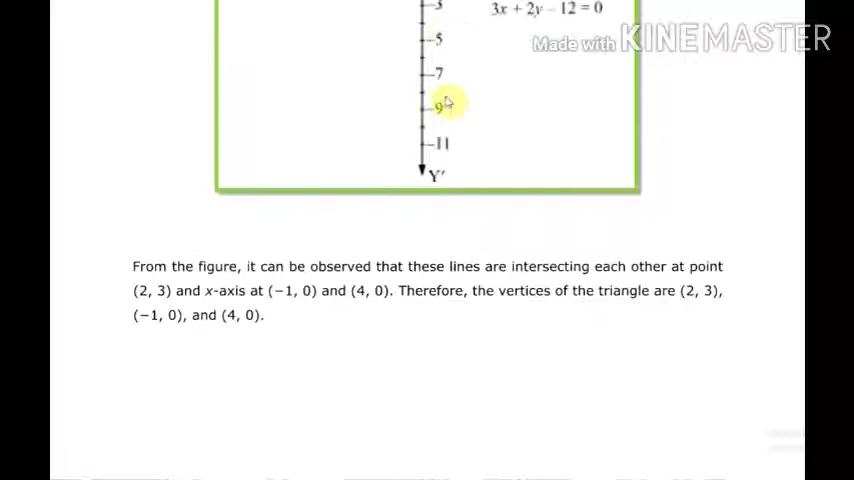 -3
3x + 2y - 12 = 0
Made with KINEMASTER
-5
-7
-9
-11
Y'
From the figure, it can be observed that these lines are intersecting each other at point
(2, 3) and x-axis at (−1, 0) and (4, 0). Therefore, the vertices of the triangle are (2, 3),
(−1, 0), and (4, 0).